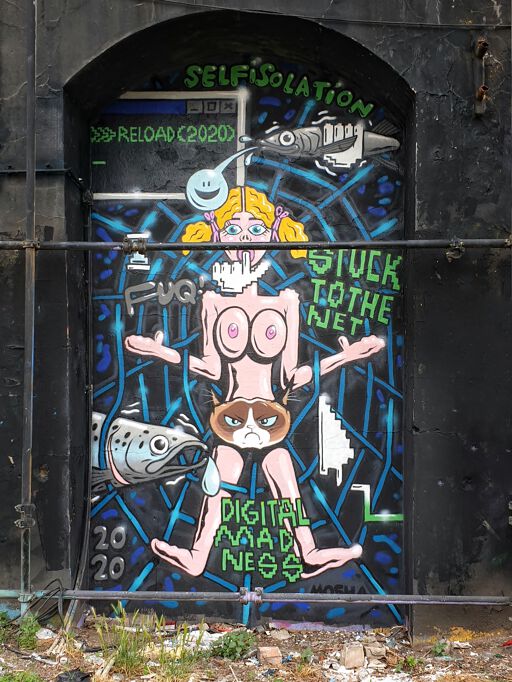 SELFISOLATION
>>> RELOAD(2020)
STUCK
TO THE
NET
FUQ!
DIGITAL
MAD
NESS
20
20